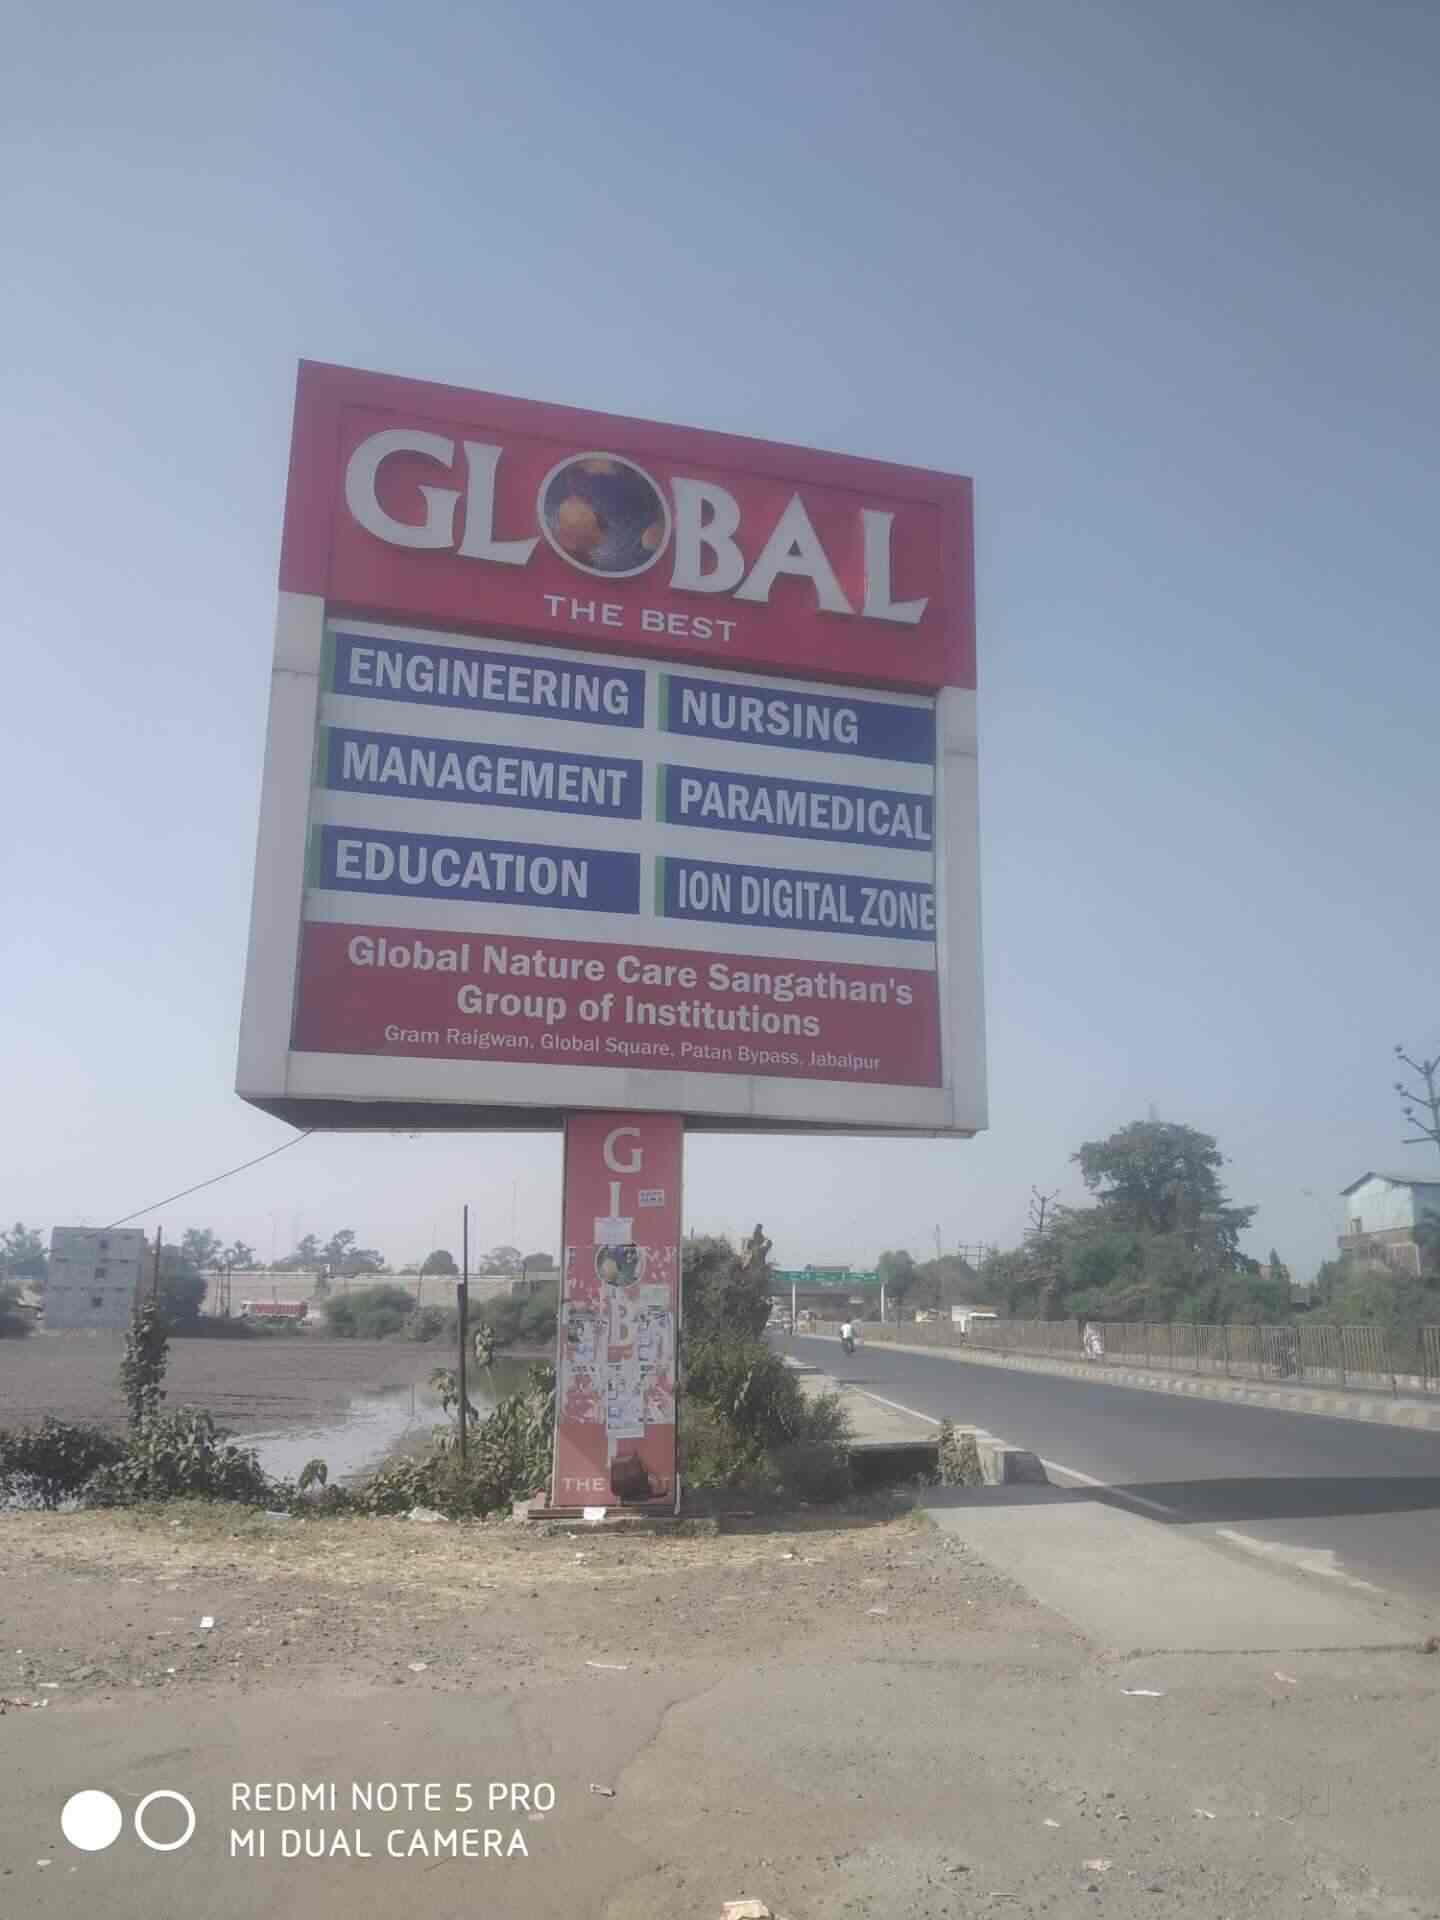 GLOBAL
THE BEST
ENGINEERING
NURSING
MANAGEMENT
PARAMEDICAL
EDUCATION
ION DIGITAL ZONE
Global Nature Care Sangathan's
Group of Institutions
Gram Raigwan, Global Square, Patan Bypass, Jabalpur
G
L
B
THE
REDMI NOTE 5 PRO
MI DUAL CAMERA